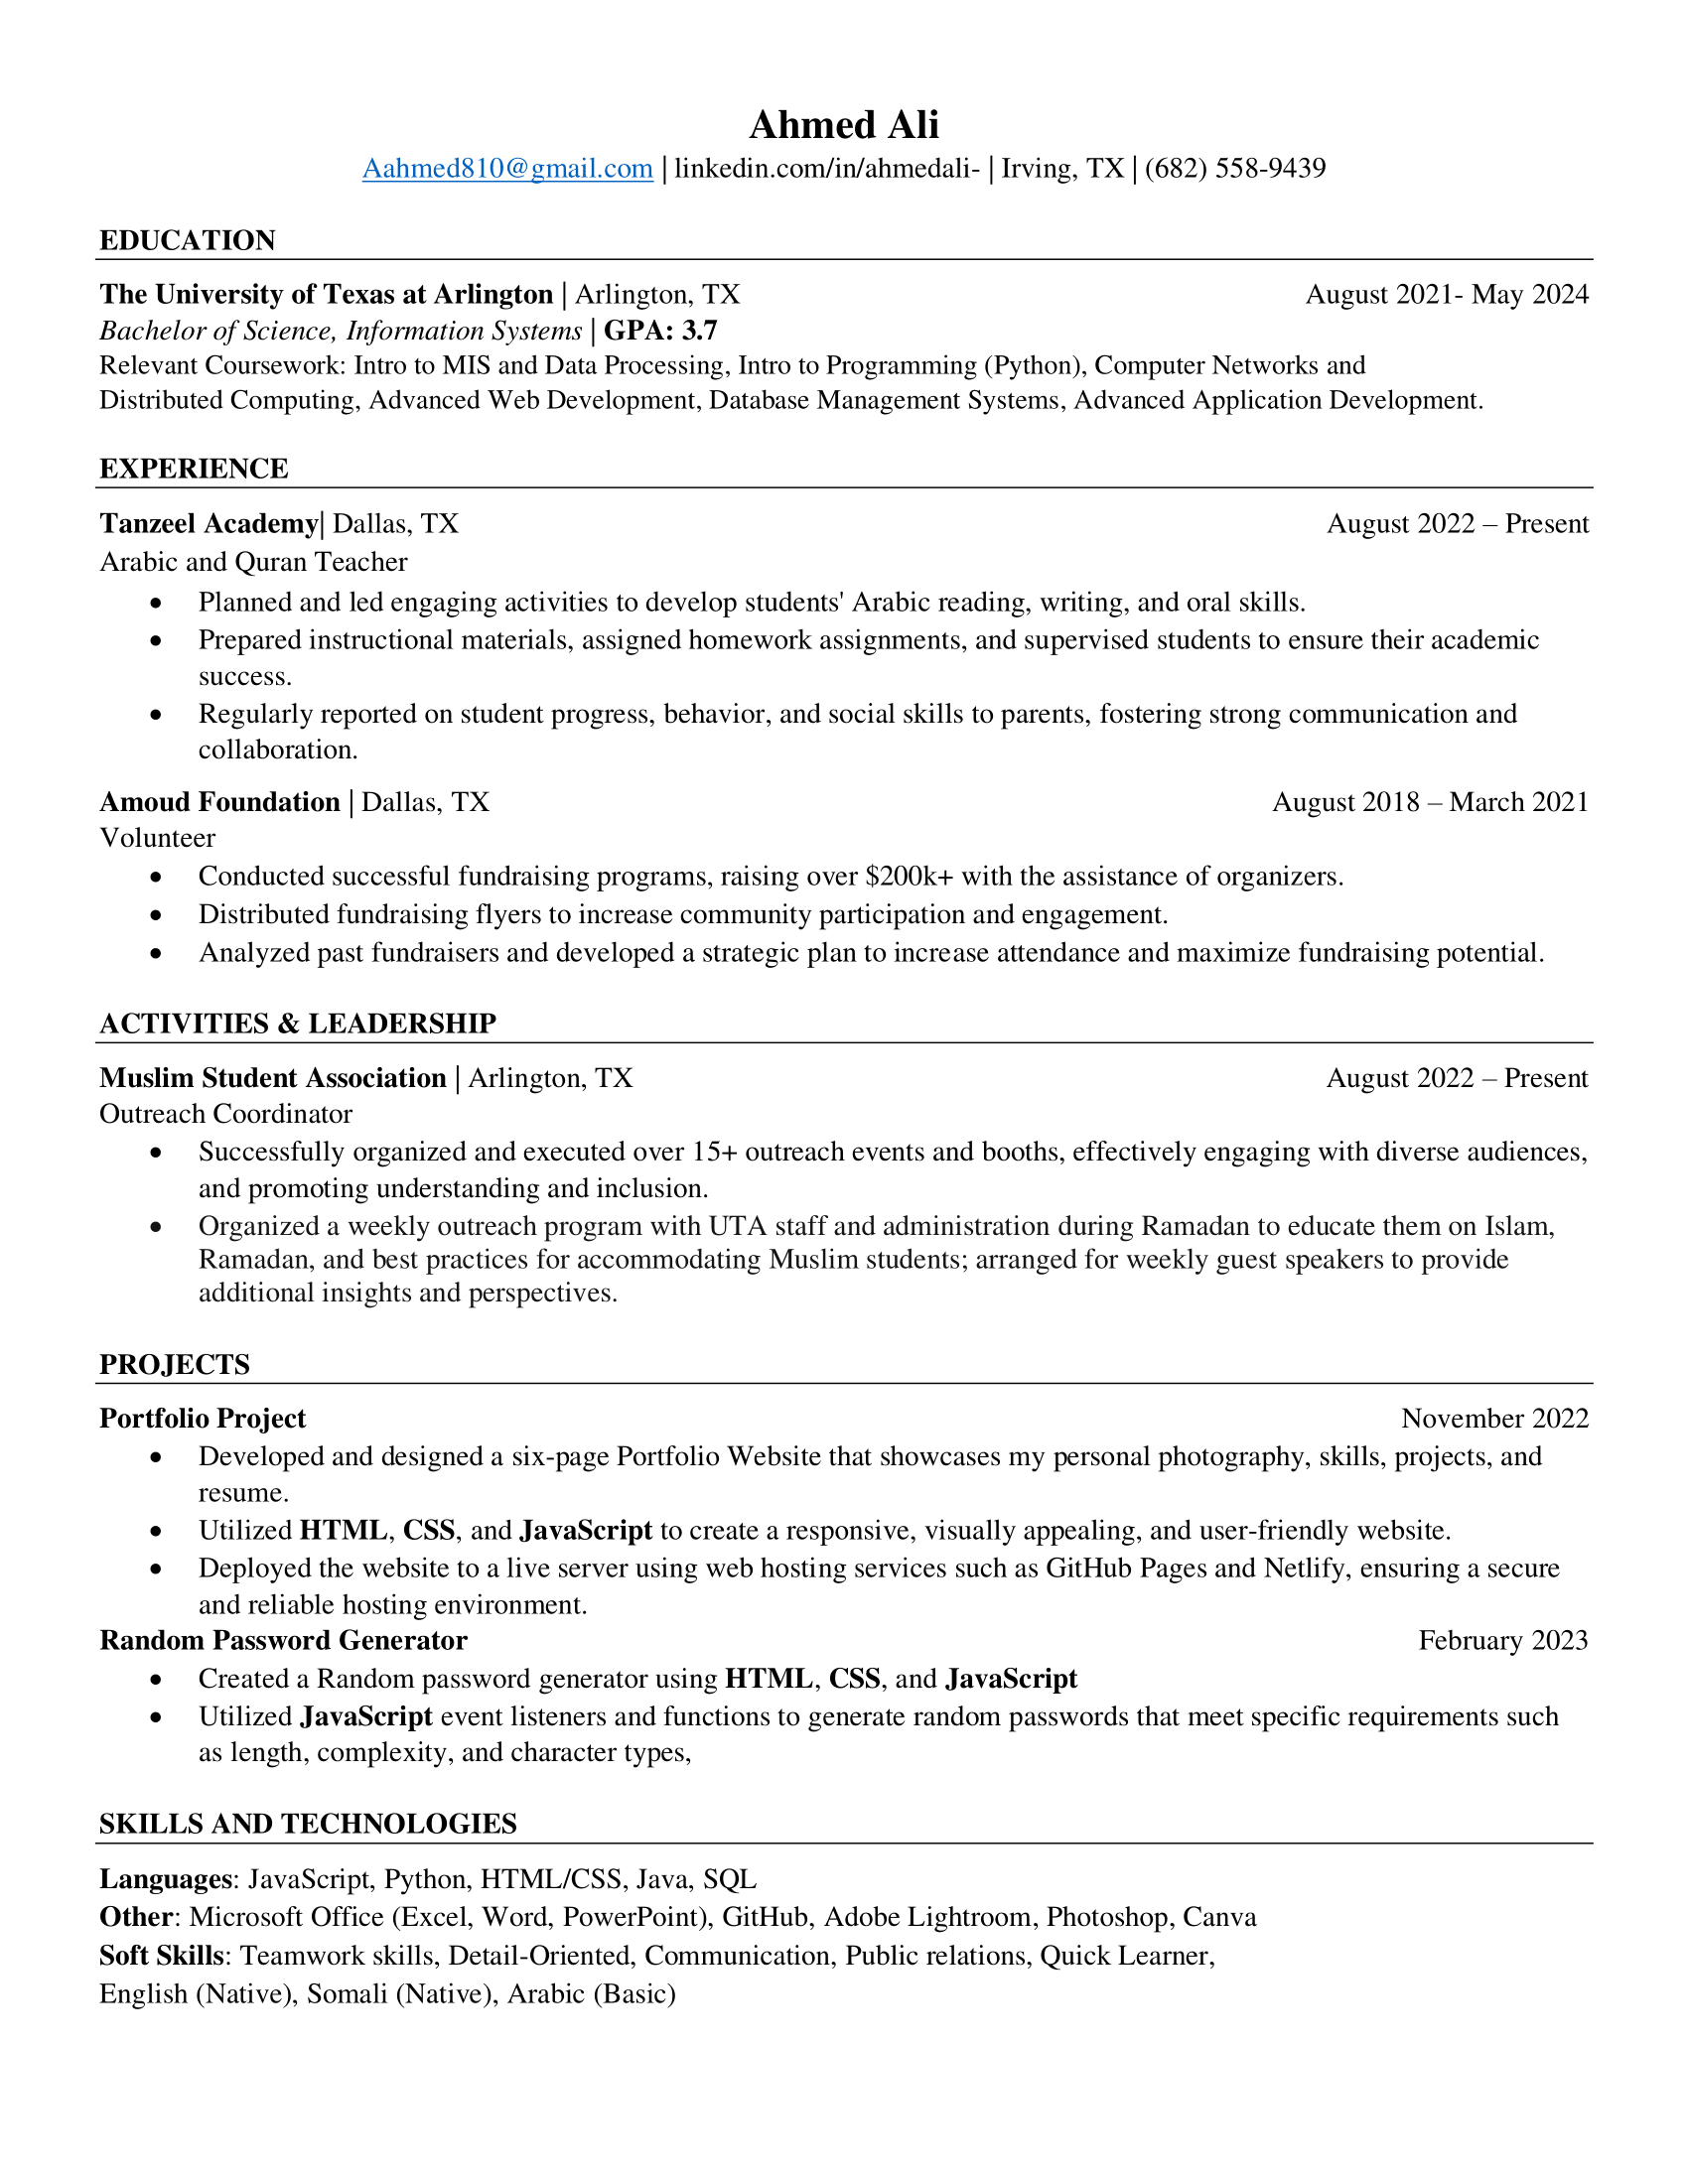 Ahmed Ali
Aahmed810@gmail.com | linkedin.com/in/ahmedali- | Irving, TX | (682) 558-9439
EDUCATION
The University of Texas at Arlington | Arlington, TX August 2021- May 2024
Bachelor of Science, Information Systems | GPA: 3.7
Relevant Coursework: Intro to MIS and Data Processing, Intro to Programming (Python), Computer Networks and
Distributed Computing, Advanced Web Development, Database Management Systems, Advanced Application Development.
EXPERIENCE
Tanzeel Academy| Dallas, TX August 2022 – Present
Arabic and Quran Teacher
• Planned and led engaging activities to develop students' Arabic reading, writing, and oral skills.
• Prepared instructional materials, assigned homework assignments, and supervised students to ensure their academic
success.
• Regularly reported on student progress, behavior, and social skills to parents, fostering strong communication and
collaboration.
Amoud Foundation | Dallas, TX August 2018 – March 2021
Volunteer
• Conducted successful fundraising programs, raising over $200k+ with the assistance of organizers.
• Distributed fundraising flyers to increase community participation and engagement.
• Analyzed past fundraisers and developed a strategic plan to increase attendance and maximize fundraising potential.
ACTIVITIES & LEADERSHIP
Muslim Student Association | Arlington, TX August 2022 – Present
Outreach Coordinator
• Successfully organized and executed over 15+ outreach events and booths, effectively engaging with diverse audiences,
and promoting understanding and inclusion.
• Organized a weekly outreach program with UTA staff and administration during Ramadan to educate them on Islam,
Ramadan, and best practices for accommodating Muslim students; arranged for weekly guest speakers to provide
additional insights and perspectives.
PROJECTS
Portfolio Project November 2022
• Developed and designed a six-page Portfolio Website that showcases my personal photography, skills, projects, and
resume.
• Utilized HTML, CSS, and JavaScript to create a responsive, visually appealing, and user-friendly website.
• Deployed the website to a live server using web hosting services such as GitHub Pages and Netlify, ensuring a secure
and reliable hosting environment.
Random Password Generator February 2023
• Created a Random password generator using HTML, CSS, and JavaScript
• Utilized JavaScript event listeners and functions to generate random passwords that meet specific requirements such
as length, complexity, and character types,
SKILLS AND TECHNOLOGIES
Languages: JavaScript, Python, HTML/CSS, Java, SQL
Other: Microsoft Office (Excel, Word, PowerPoint), GitHub, Adobe Lightroom, Photoshop, Canva
Soft Skills: Teamwork skills, Detail-Oriented, Communication, Public relations, Quick Learner,
English (Native), Somali (Native), Arabic (Basic)